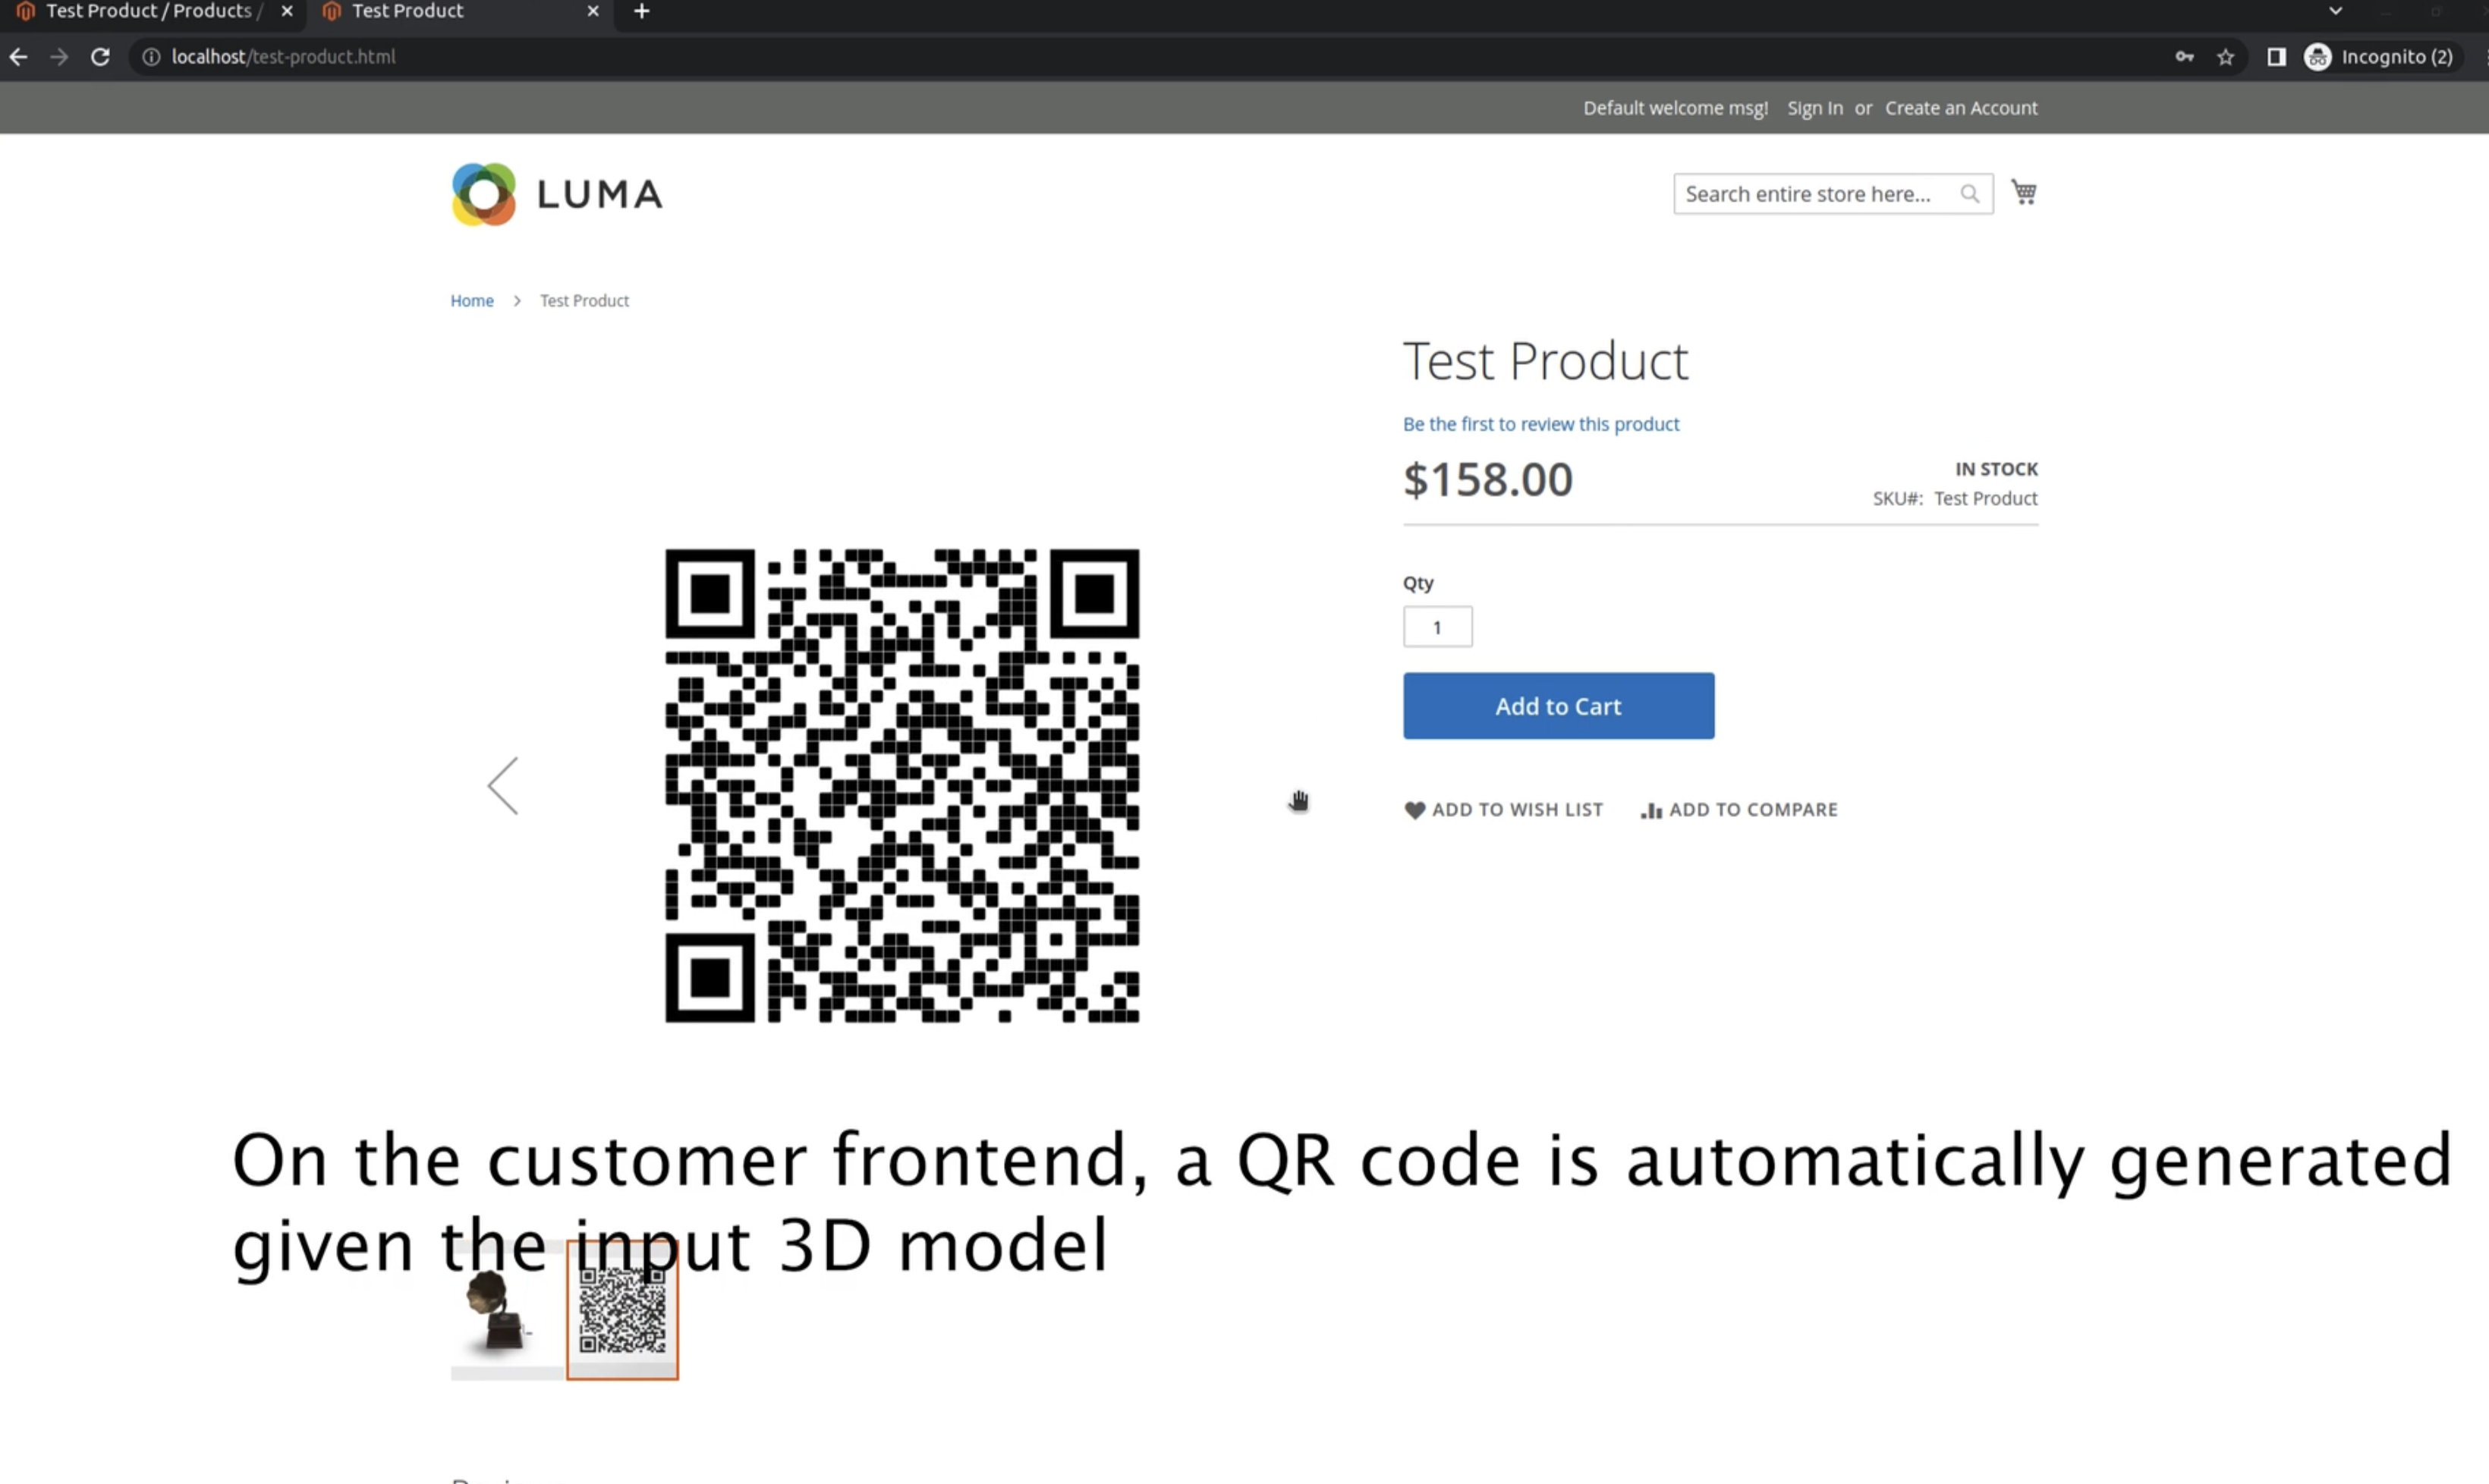 Test Product / Products /
Test Product
localhost/test-product.html
Incognito (2)
Default welcome msg! Sign In or Create an Account
LUMA
Search entire store here...
Home > Test Product
Test Product
Be the first to review this product
$158.00
IN STOCK
SKU#: Test Product
Qty
1
Add to Cart
ADD TO WISH LIST
ADD TO COMPARE
On the customer frontend, a QR code is automatically generated
given the input 3D model